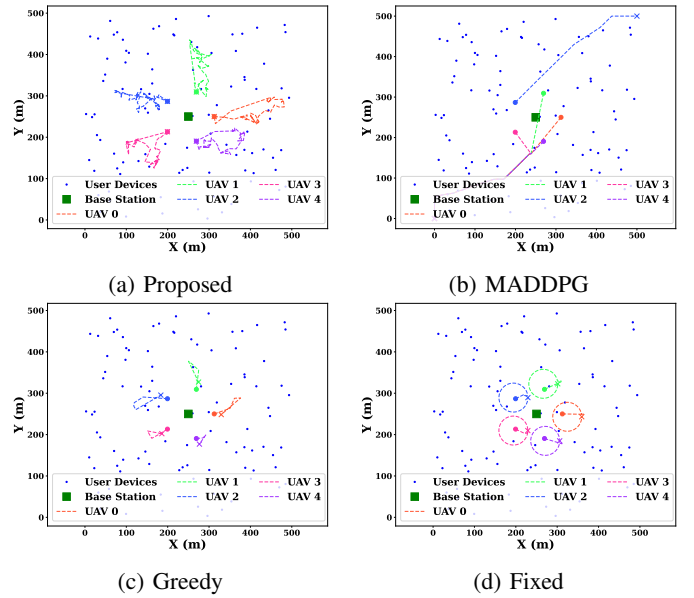 500
400
300
200
100
0
Y (m)
User Devices
Base Station
UAV 0
UAV 1
UAV 2
UAV 3
UAV 4
0 100 200 300 400 500
X (m)
(a) Proposed
500
400
300
200
100
0
Y (m)
User Devices
Base Station
UAV 0
UAV 1
UAV 2
UAV 3
UAV 4
0 100 200 300 400 500
X (m)
(b) MADDPG
500
400
300
200
100
0
Y (m)
User Devices
Base Station
UAV 0
UAV 1
UAV 2
UAV 3
UAV 4
0 100 200 300 400 500
X (m)
(c) Greedy
500
400
300
200
100
0
Y (m)
User Devices
Base Station
UAV 0
UAV 1
UAV 2
UAV 3
UAV 4
0 100 200 300 400 500
X (m)
(d) Fixed